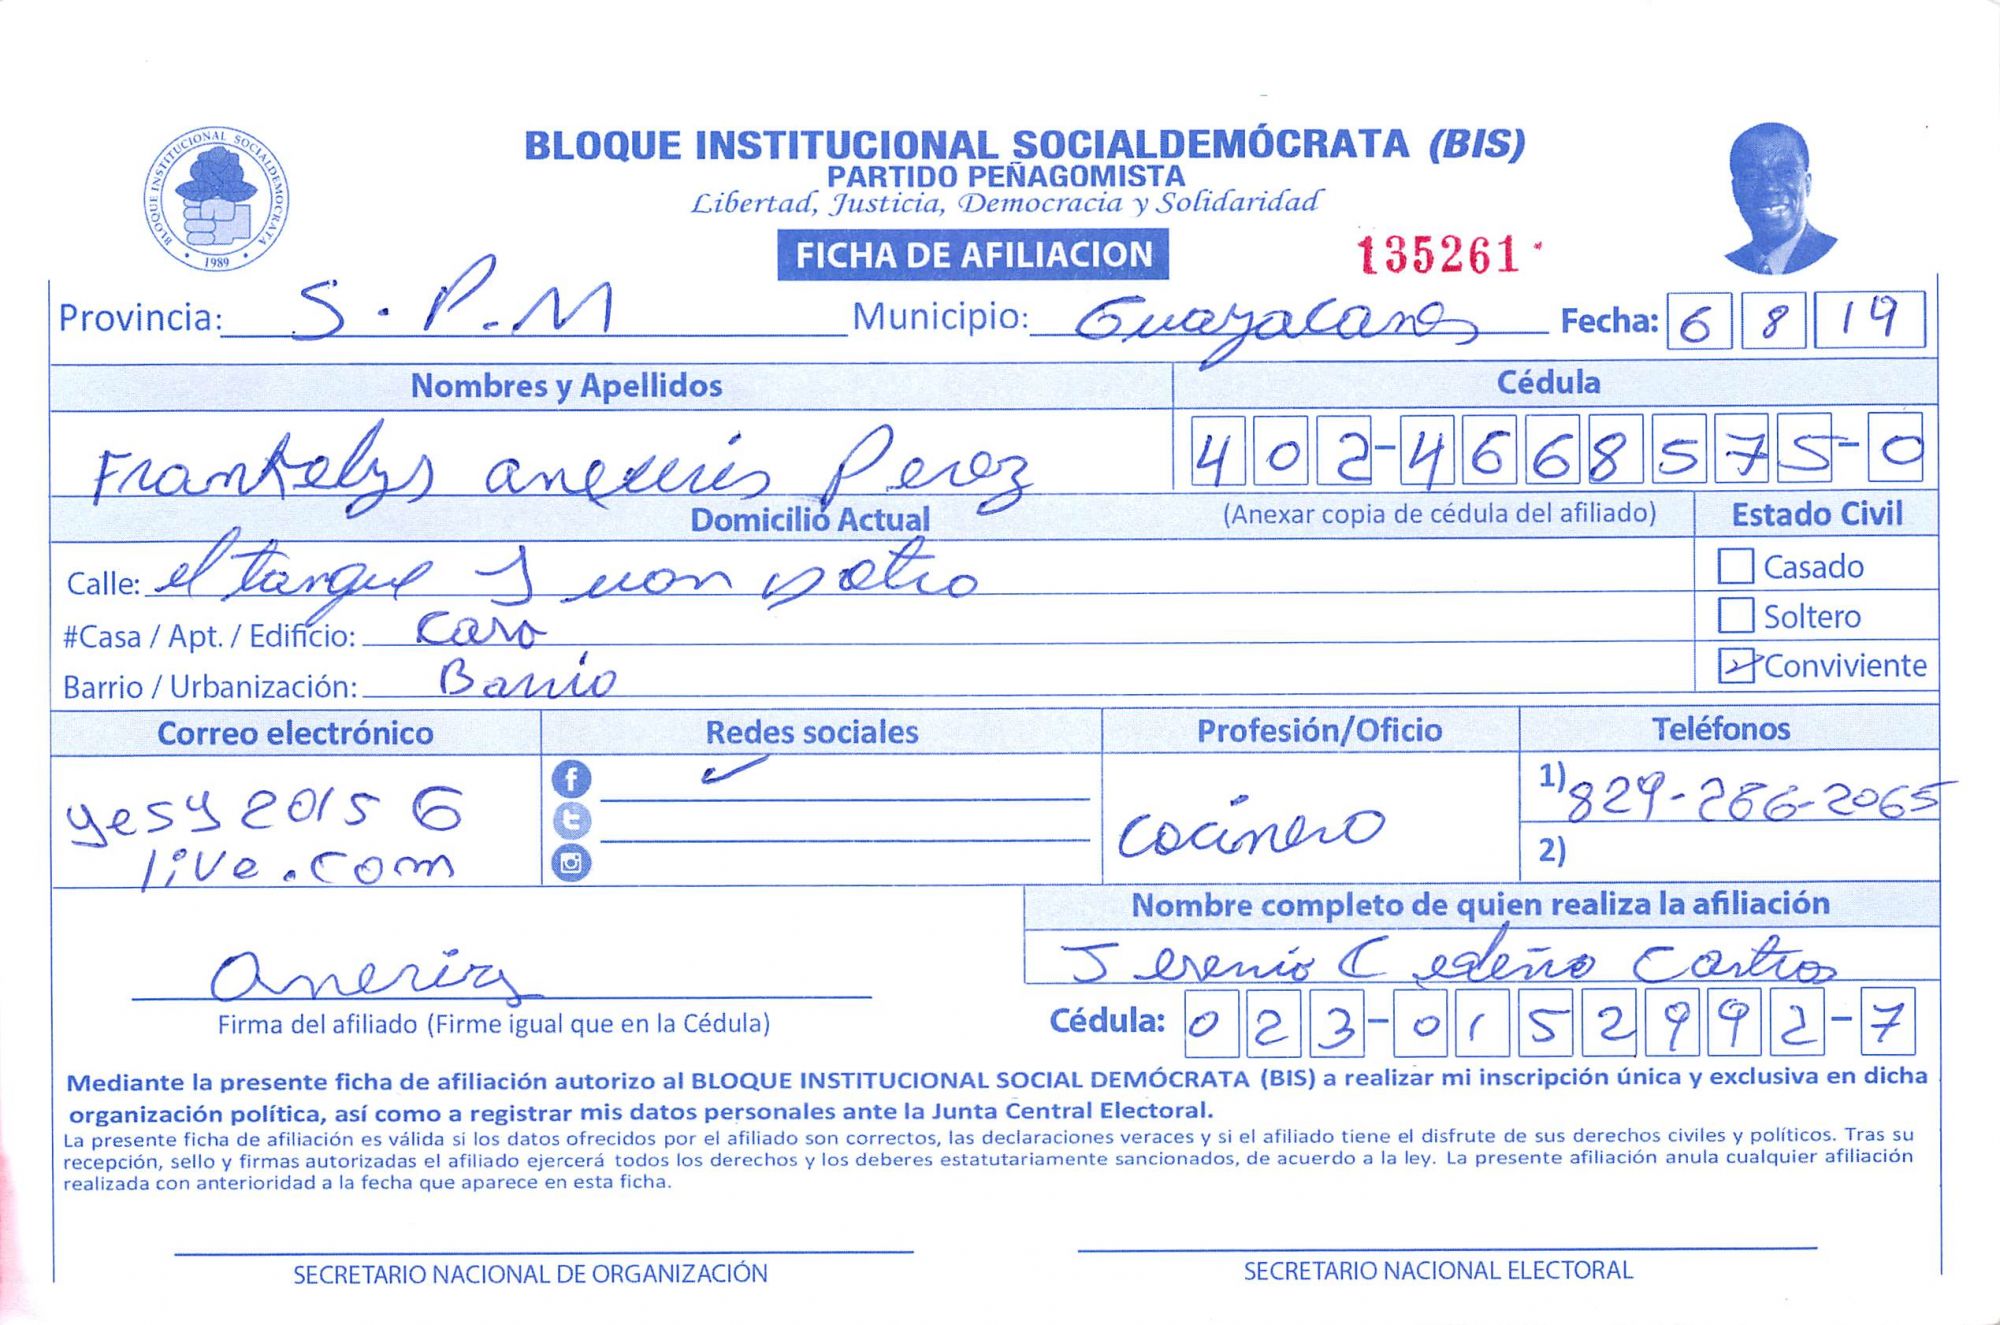 BLOQUE INSTITUCIONAL SOCIALDEMÓCRATA (BIS)
PARTIDO PEÑAGOMISTA
Libertad, Justicia, Democracia y Solidaridad
BLOQUE INSTITUCIONAL SOCIALDEMOCRATA
• 1989 •
FICHA DE AFILIACION 135261
Provincia: S.P.M Municipio: Guayacanes Fecha: 6 8 19
Nombres y Apellidos Cédula
Frankelys Perez 402-4668575-0
Domicilio Actual (Anexar copia de cédula del afiliado) Estado Civil
Calle: el tanque Juan Casado
#Casa / Apt. / Edificio: Soltero
Barrio / Urbanización: Barrio Conviviente
Correo electrónico Redes sociales Profesión/Oficio Teléfonos
yesy2015 6 cocinero 1) 829-266-2065
live.com 2)
Nombre completo de quien realiza la afiliación
Cedeño Castro
Firma del afiliado (Firme igual que en la Cédula) Cédula: 023-0152992-7
Mediante la presente ficha de afiliación autorizo al BLOQUE INSTITUCIONAL SOCIAL DEMÓCRATA (BIS) a realizar mi inscripción única y exclusiva en dicha
organización política, así como a registrar mis datos personales ante la Junta Central Electoral.
La presente ficha de afiliación es válida si los datos ofrecidos por el afiliado son correctos, las declaraciones veraces y si el afiliado tiene el disfrute de sus derechos civiles y políticos. Tras su
recepción, sello y firmas autorizadas el afiliado ejercerá todos los derechos y los deberes estatutariamente sancionados, de acuerdo a la ley. La presente afiliación anula cualquier afiliación
realizada con anterioridad a la fecha que aparece en esta ficha.
SECRETARIO NACIONAL DE ORGANIZACIÓN SECRETARIO NACIONAL ELECTORAL